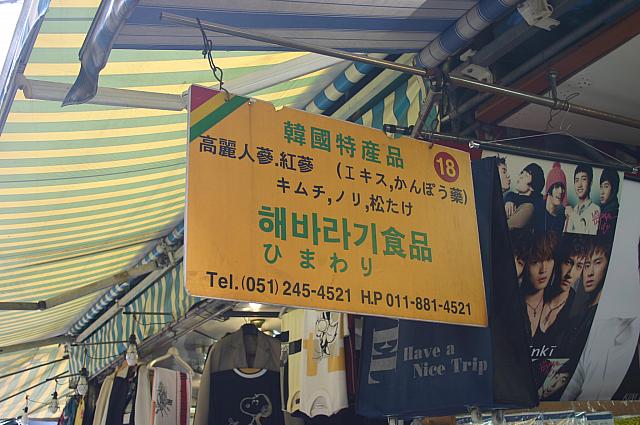 韓國特産品
18
高麗人蔘.紅蔘 (エキス,かんぽう薬)
キムチ,ノリ,松たけ
해바라기食品
ひまわり
Tel.(051)245-4521 H.P 011-881-4521
Have a
Nice Trip